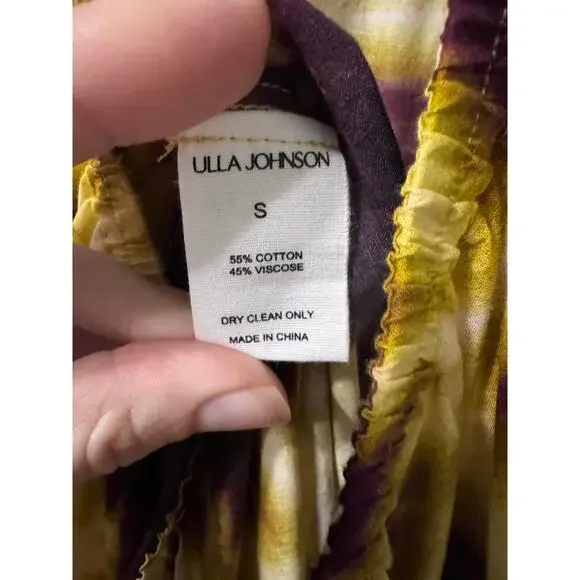 ULLA JOHNSON
S
55% COTTON
45% VISCOSE
DRY CLEAN ONLY
MADE IN CHINA